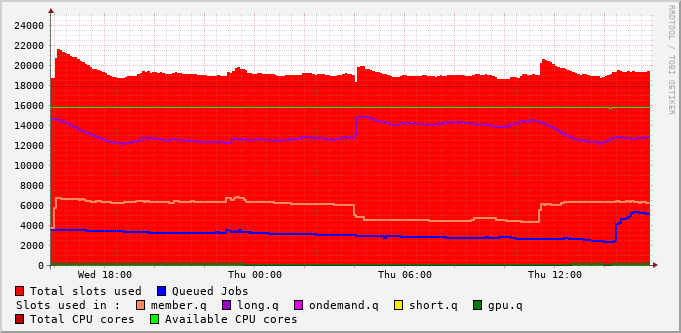 24000
22000
20000
18000
16000
14000
12000
10000
8000
6000
4000
2000
0
Wed 18:00 Thu 00:00 Thu 06:00 Thu 12:00
Total slots used Queued Jobs
Slots used in : member.q long.q ondemand.q short.q gpu.q
Total CPU cores Available CPU cores
RRDTOOL / TOBI OETIKER